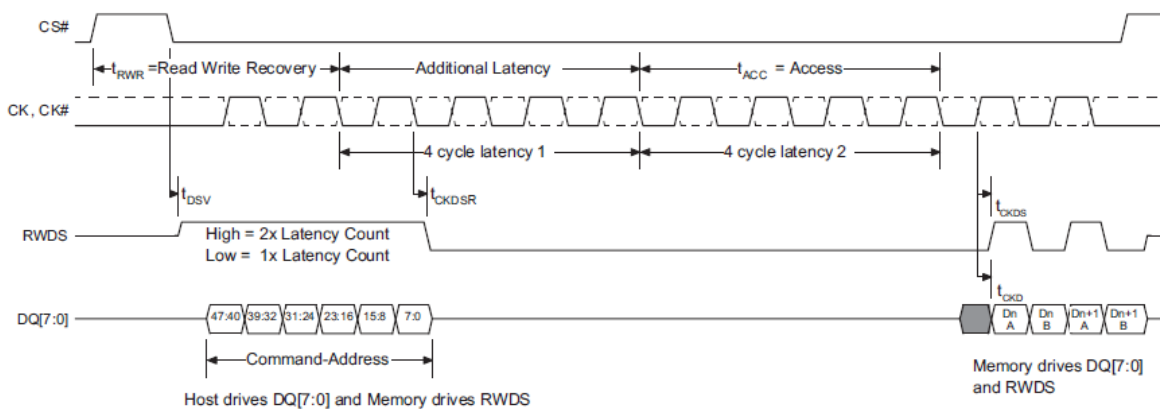 CS#
tRWR =Read Write Recovery
Additional Latency
tACC = Access
CK, CK#
4 cycle latency 1
4 cycle latency 2
tDSV
tCKDSR
tCKDS
RWDS
High = 2x Latency Count
Low = 1x Latency Count
tCKD
DQ[7:0]
47:40 39:32 31:24 23:16 15:8 7:0
Dn A
Dn B
Dn+1 A
Dn+1 B
Command-Address
Memory drives DQ[7:0]
and RWDS
Host drives DQ[7:0] and Memory drives RWDS